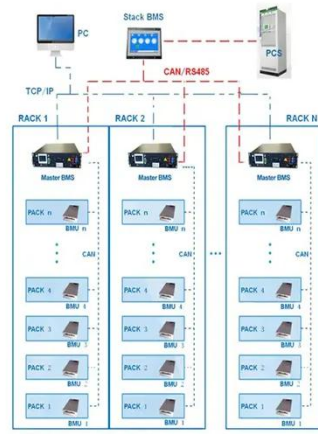 Stack BMS
PC
PCS
CAN/RS485
TCP/IP
RACK 1
RACK 2
RACK N
Master BMS
Master BMS
Master BMS
PACK n
BMU n
PACK n
BMU n
PACK n
BMU n
CAN
CAN
CAN
PACK 4
BMU 4
PACK 4
BMU 4
PACK 4
BMU 4
PACK 3
BMU 3
PACK 3
BMU 3
PACK 3
BMU 3
PACK 2
BMU 2
PACK 2
BMU 2
PACK 2
BMU 2
PACK 1
BMU 1
PACK 1
BMU 1
PACK 1
BMU 1